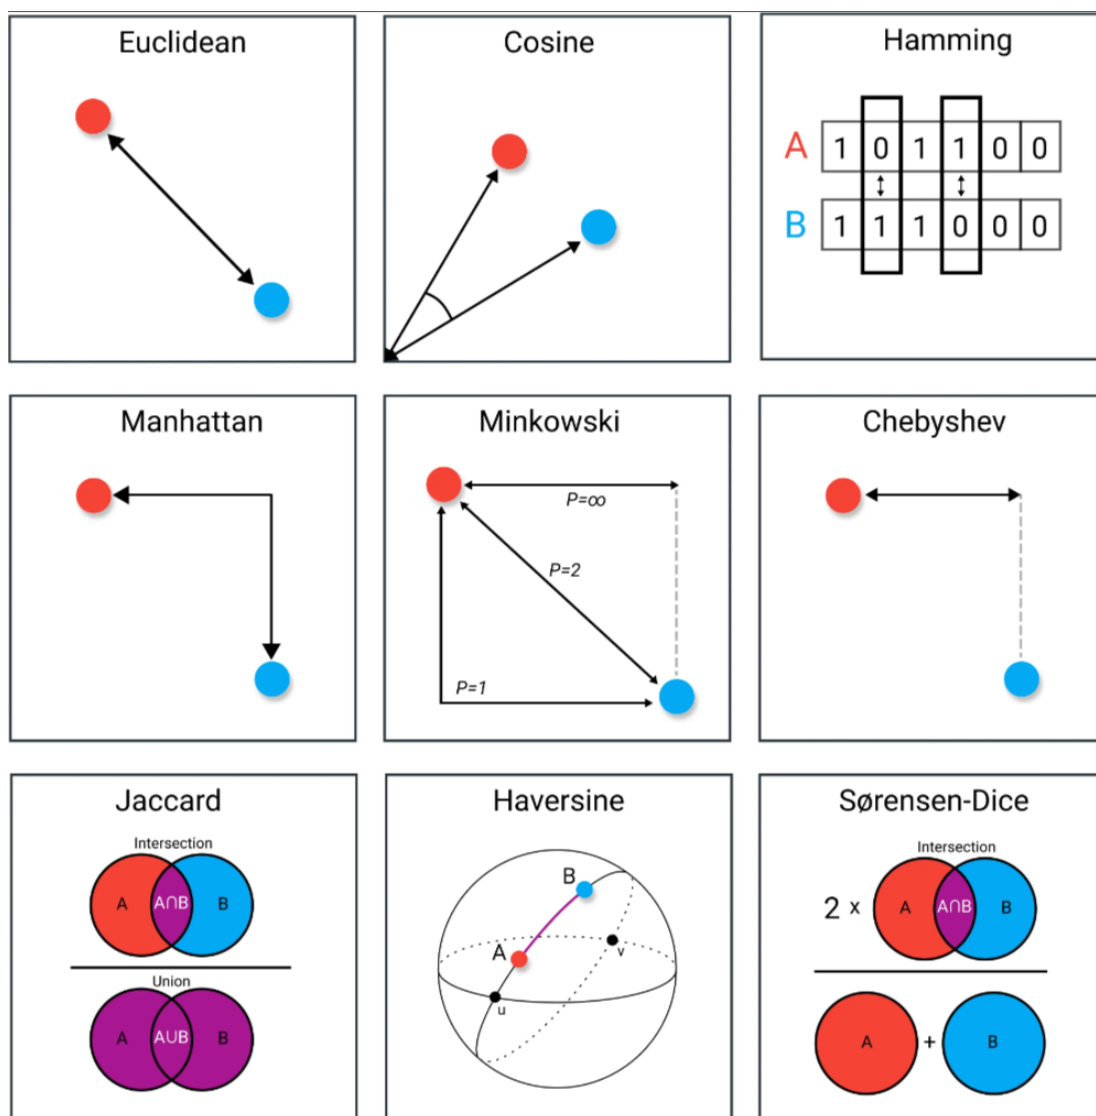 Euclidean
Cosine
Hamming
A 1 0 1 1 0 0
B 1 1 1 0 0 0
Manhattan
Minkowski
P=∞
P=2
P=1
Chebyshev
Jaccard
Intersection
A A∩B B
Union
A A∪B B
Haversine
B
A
v
u
Sørensen-Dice
Intersection
2 x A A∩B B
A + B